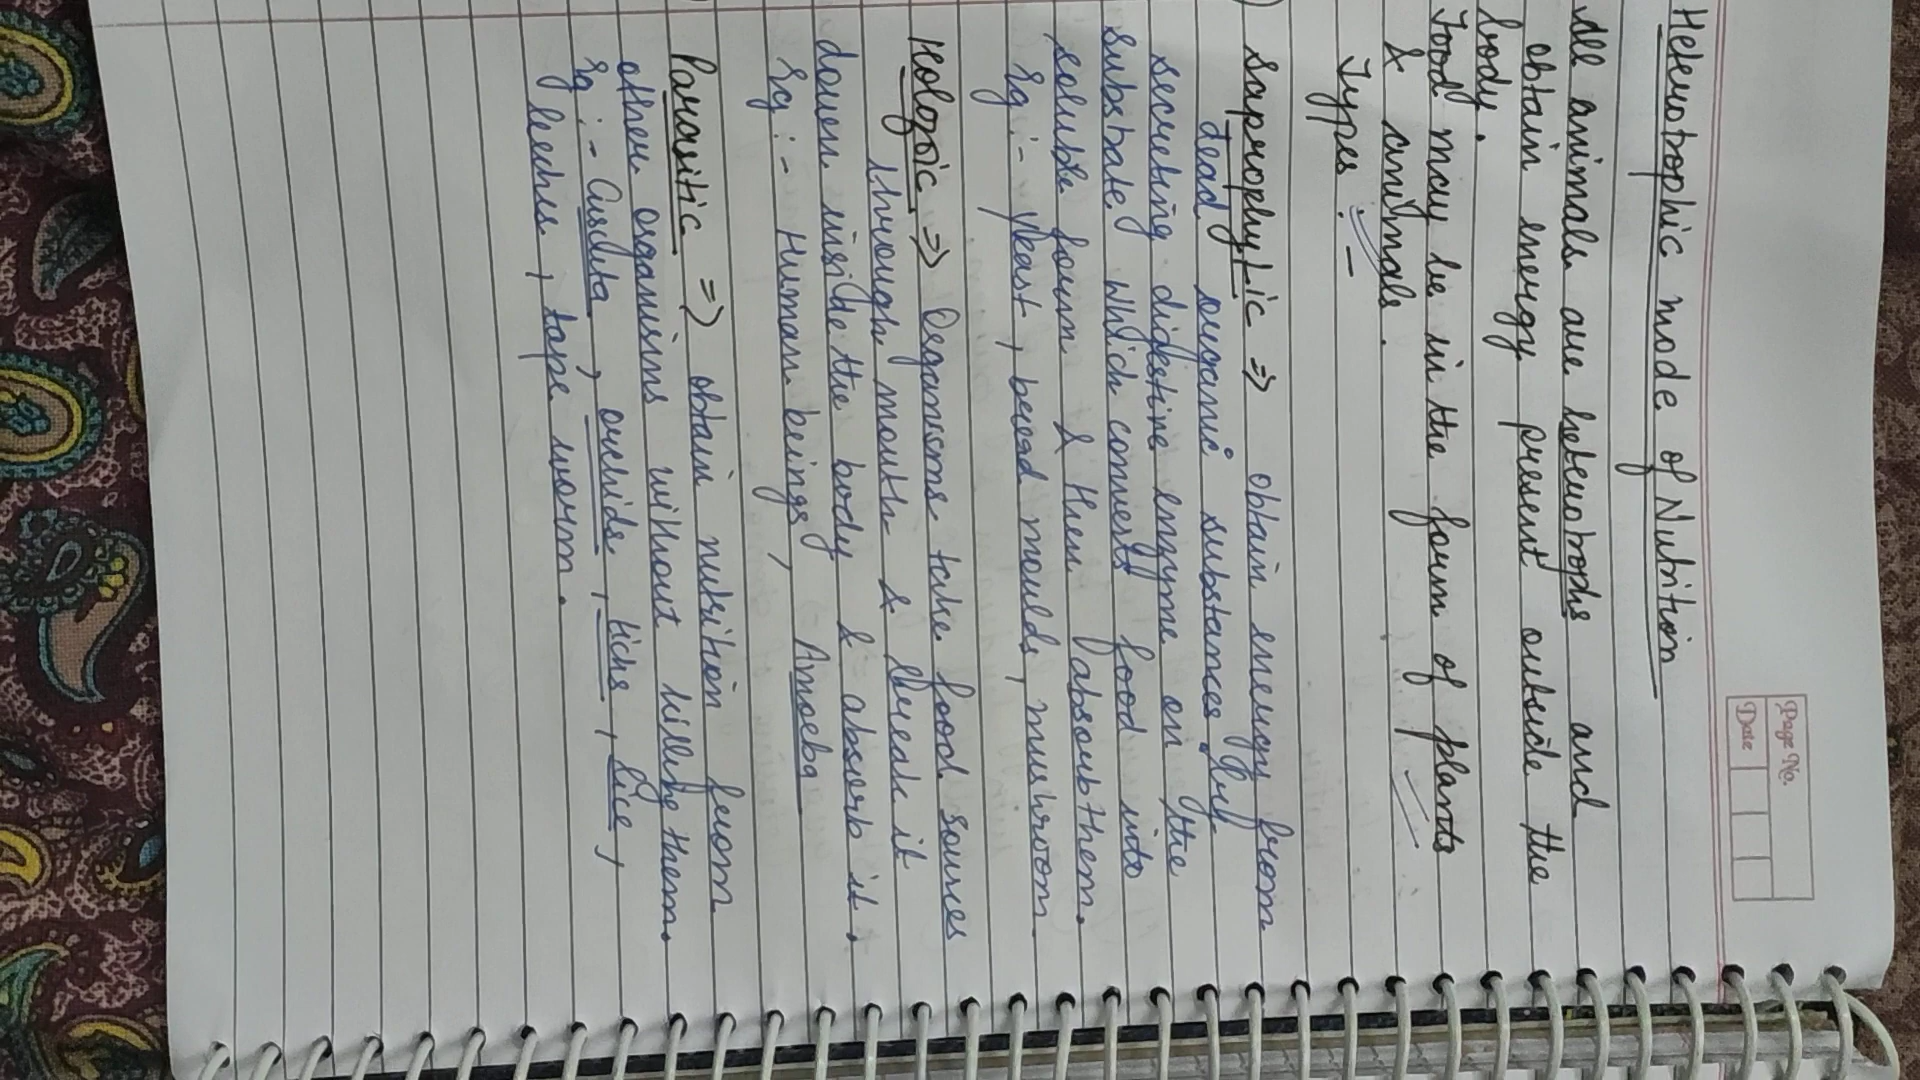 Page No.
Date
Heterotrophic mode of Nutrition
All animals are heterotrophs and
obtain energy present outside the
body.
Food may be in the form of plants
& animals.
Types :-
) Saprophytic ⇒ obtain energy from
dead organic substances by
secreting digestive enzyme on the
substate which converts food into
soluble form & then absorb them.
Eg :- yeast, bread moulds, mushroom.
Holozoic ⇒ Organisms take food sources
through mouth & break it
down inside the body & absorb it.
Eg :- Human beings, Amoeba
) Parasitic ⇒ obtain nutrition from
other organisms without killing them.
Eg :- Cuscuta, orchids, ticks, lice,
leeches, tape worm.